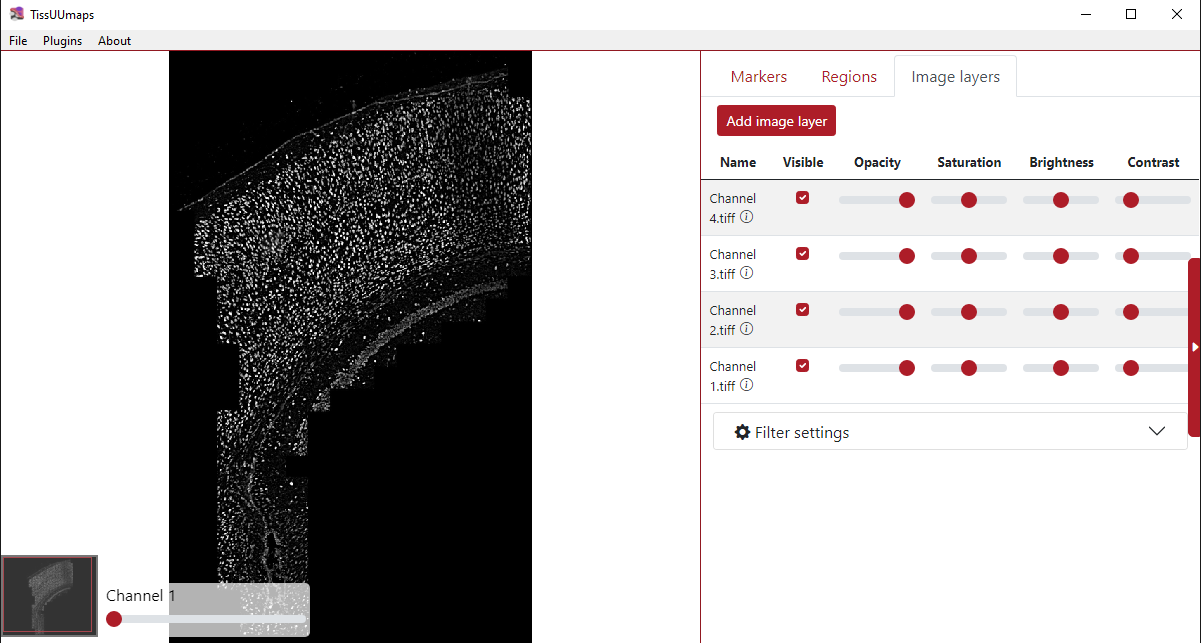 TissUUmaps
File Plugins About
Markers Regions Image layers
Add image layer
Name Visible Opacity Saturation Brightness Contrast
Channel
4.tiff
Channel
3.tiff
Channel
2.tiff
Channel
1.tiff
Filter settings
Channel 1